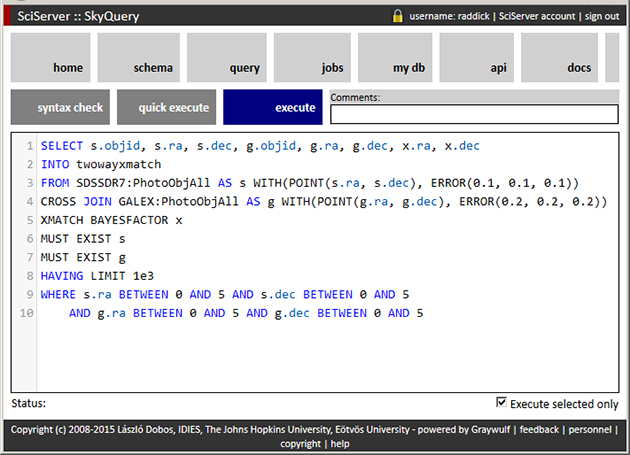 SciServer :: SkyQuery
username: raddick | SciServer account | sign out
home schema query jobs my db api docs
syntax check quick execute execute
Comments:
1 SELECT s.objid, s.ra, s.dec, g.objid, g.ra, g.dec, x.ra, x.dec
2 INTO twowayxmatch
3 FROM SDSSDR7:PhotoObjAll AS s WITH(POINT(s.ra, s.dec), ERROR(0.1, 0.1, 0.1))
4 CROSS JOIN GALEX:PhotoObjAll AS g WITH(POINT(g.ra, g.dec), ERROR(0.2, 0.2, 0.2))
5 XMATCH BAYESFACTOR x
6 MUST EXIST s
7 MUST EXIST g
8 HAVING LIMIT 1e3
9 WHERE s.ra BETWEEN 0 AND 5 AND s.dec BETWEEN 0 AND 5
10 AND g.ra BETWEEN 0 AND 5 AND g.dec BETWEEN 0 AND 5
Status:
Execute selected only
Copyright (c) 2008-2015 László Dobos, IDIES, The Johns Hopkins University, Eötvös University - powered by Graywulf | feedback | personnel |
copyright | help